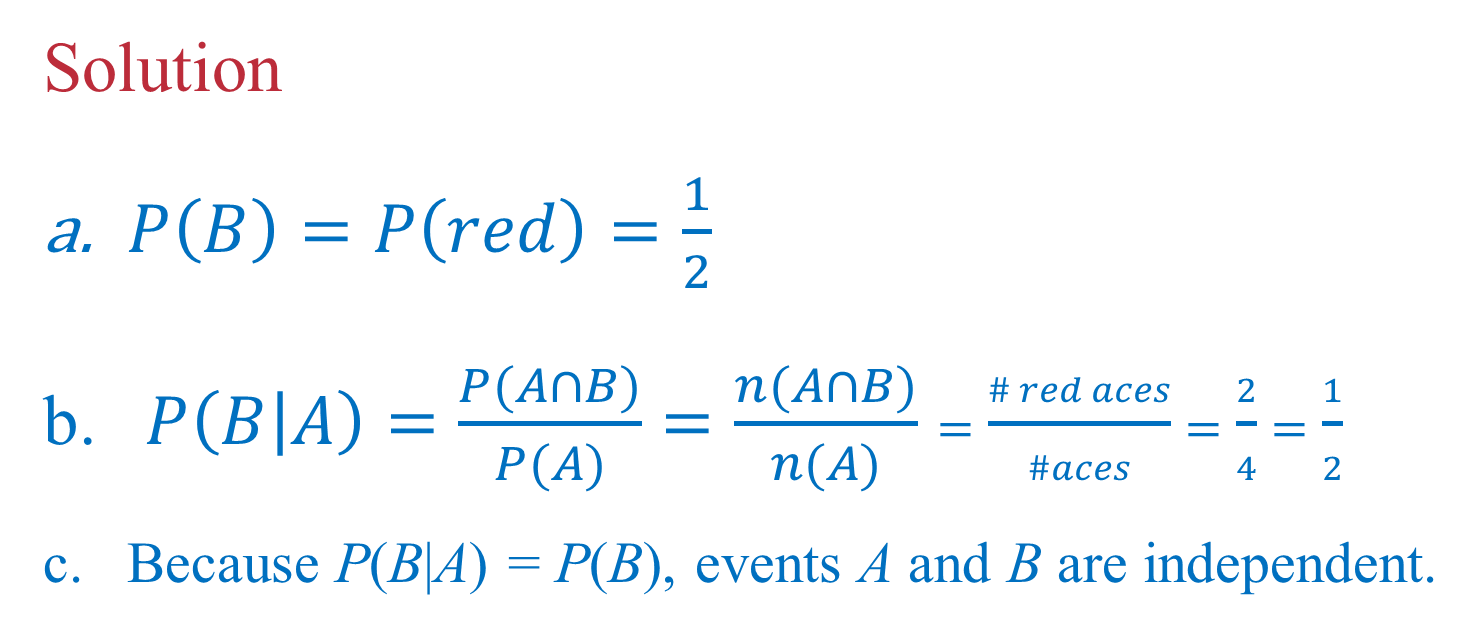 Solution
a. P(B) = P(red) = 1/2
b. P(B|A) = P(A∩B)/P(A) = n(A∩B)/n(A) = # red aces/#aces = 2/4 = 1/2
c. Because P(B|A) = P(B), events A and B are independent.